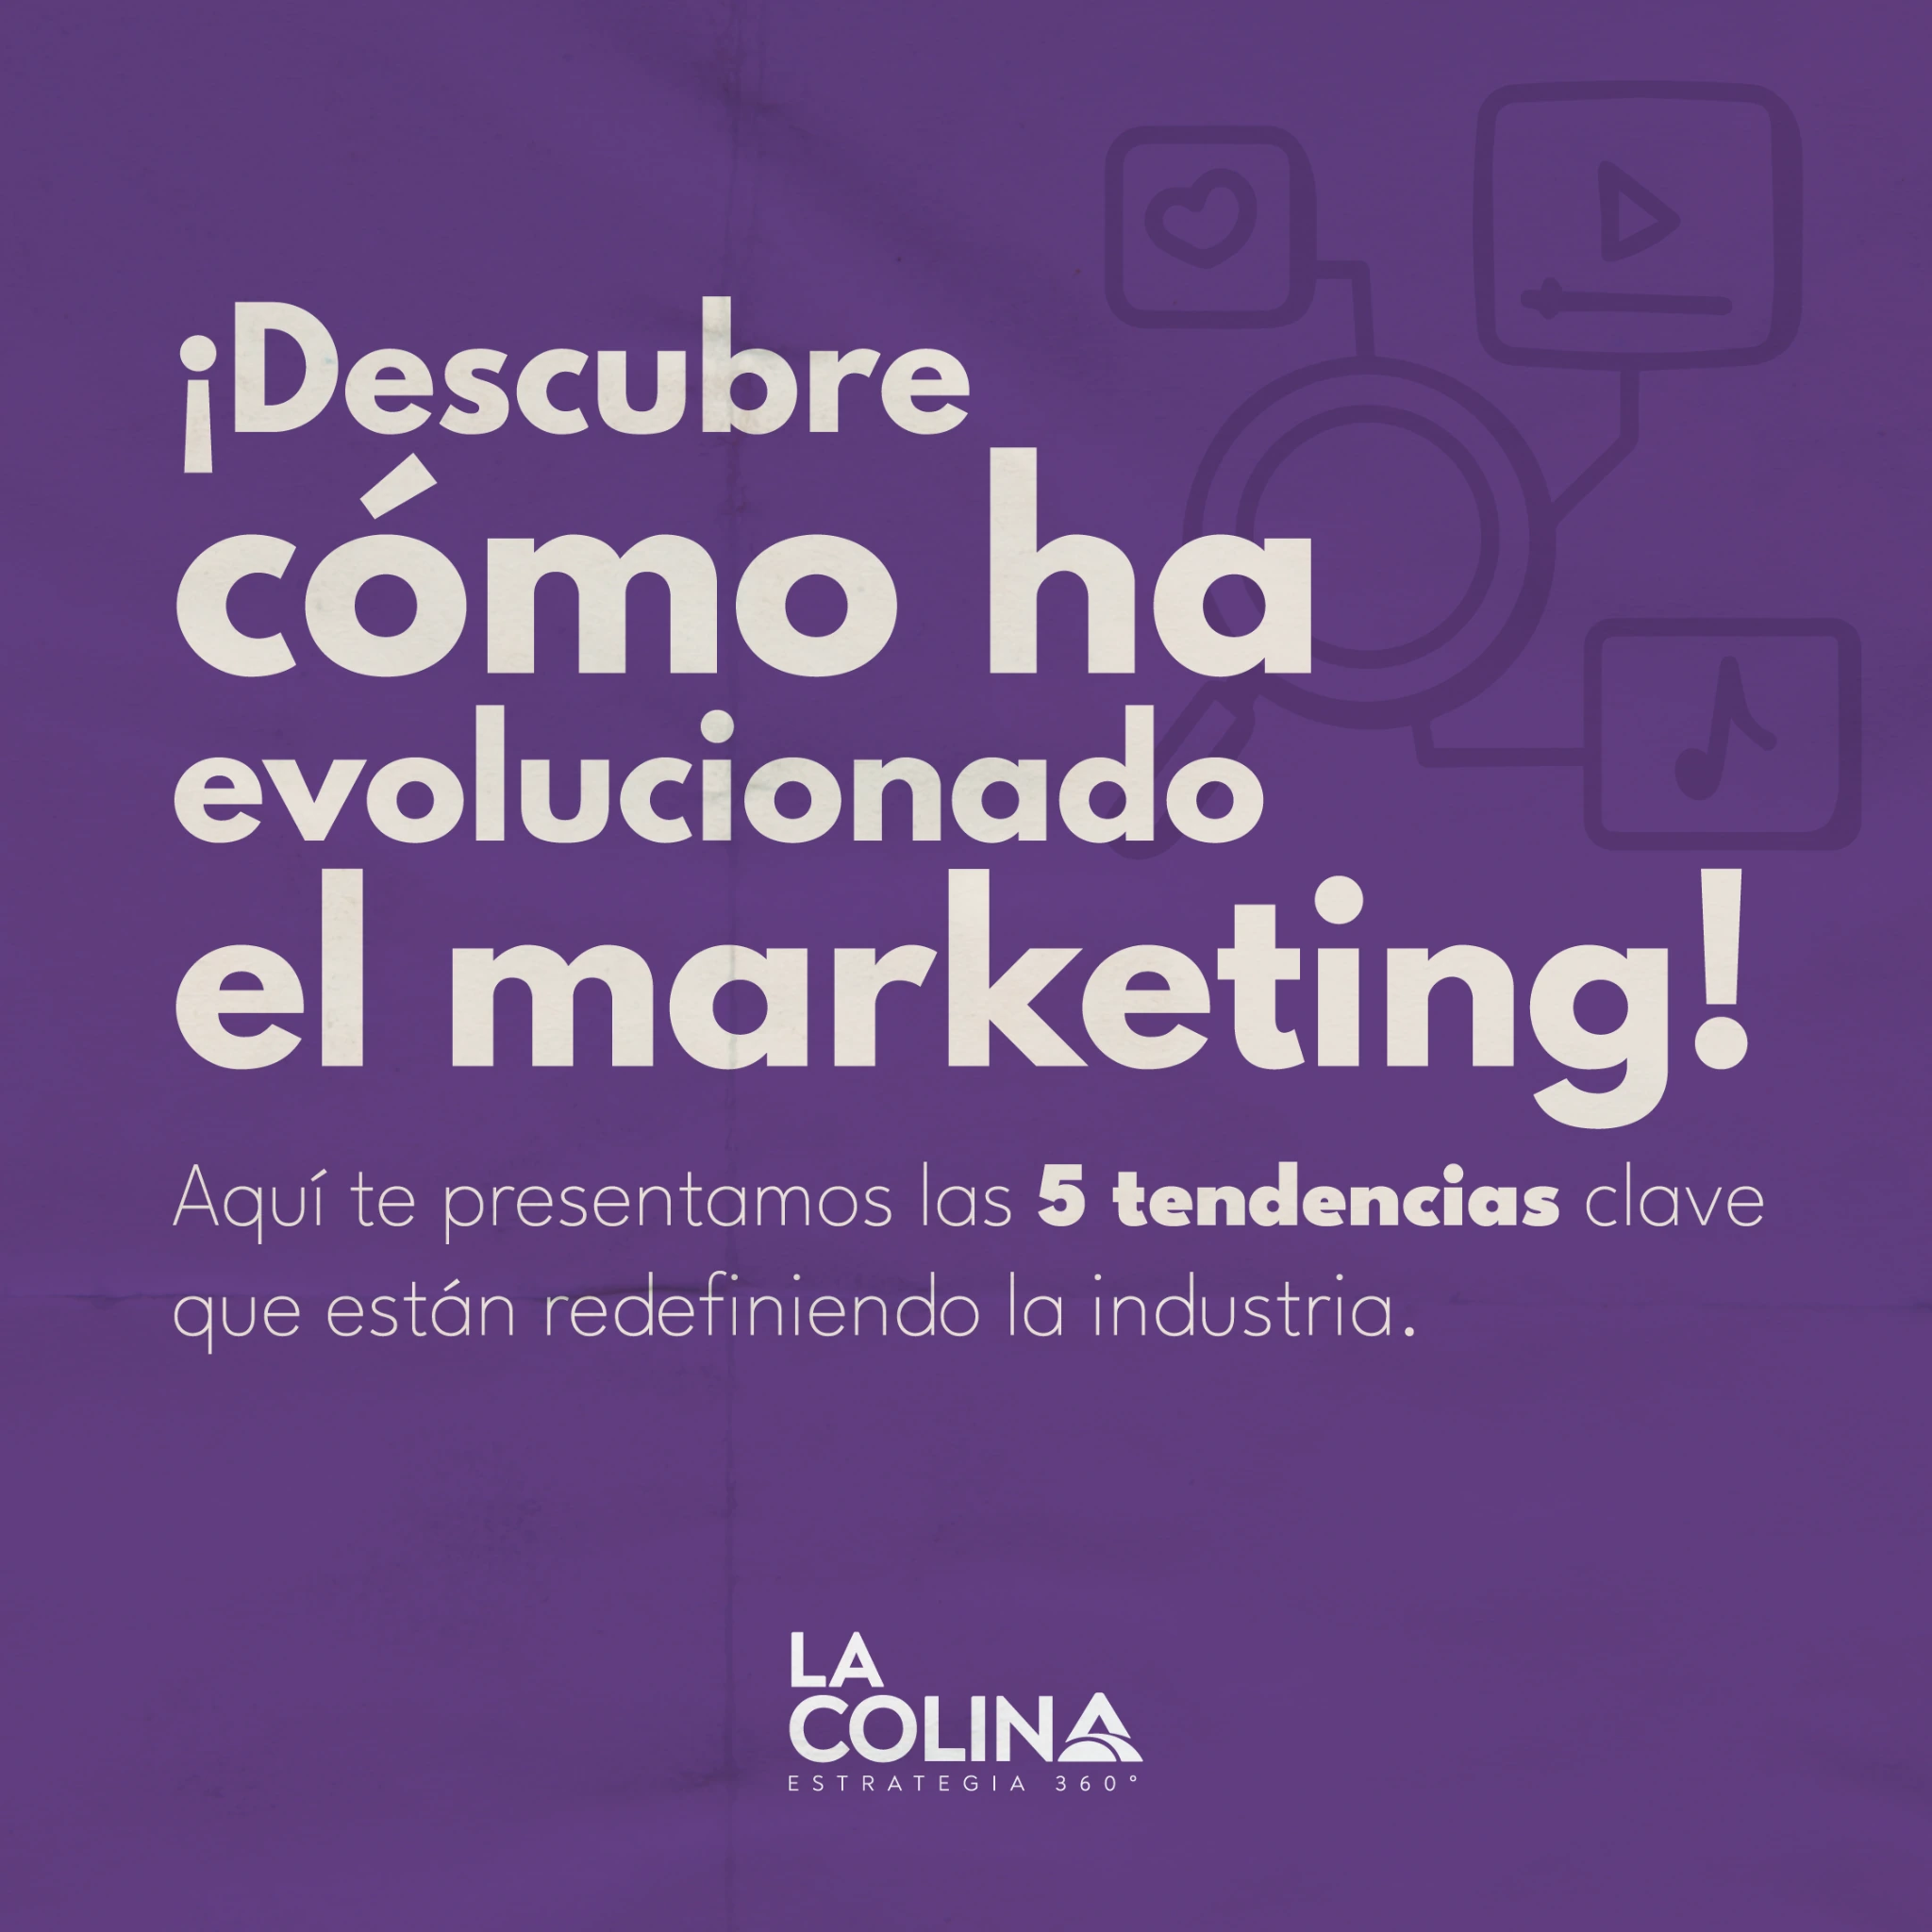 ¡Descubre
cómo ha
evolucionado
el marketing!
Aquí te presentamos las 5 tendencias clave
que están redefiniendo la industria.
LA
COLINA
ESTRATEGIA 360°